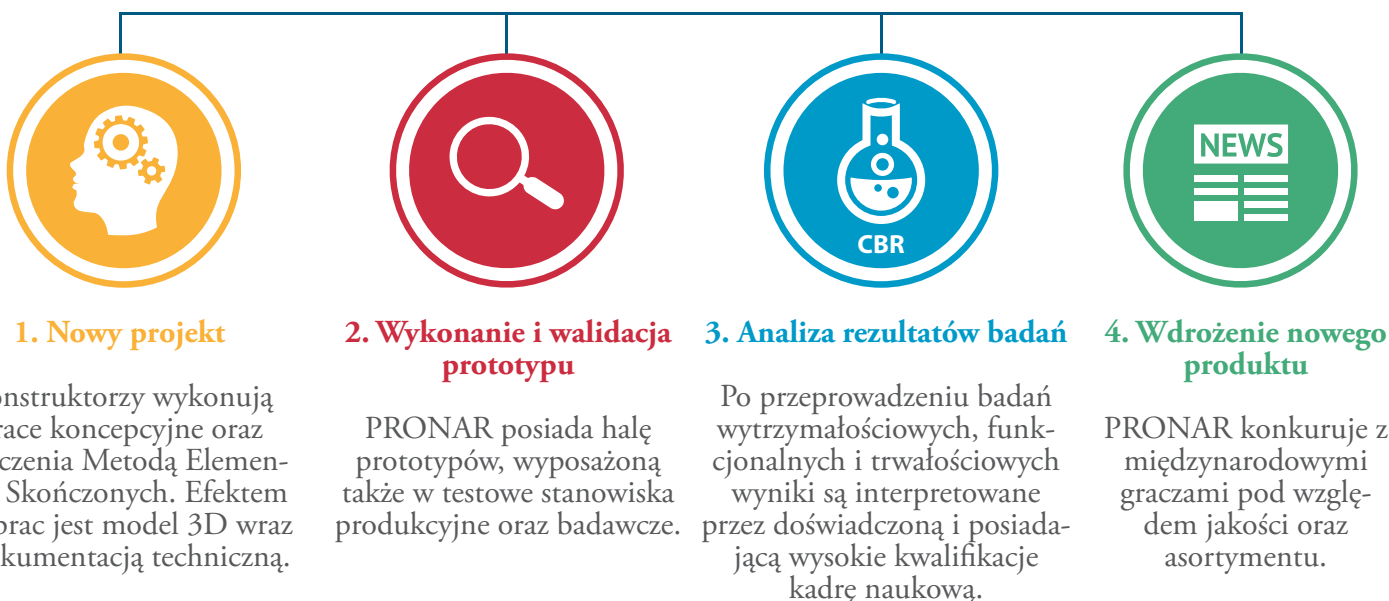 NEWS
CBR
1. Nowy projekt
onstruktorzy wykonują
race koncepcyjne oraz
czenia Metodą Elemen-
Skończonych. Efektem
prac jest model 3D wraz
kumentacją techniczną.
2. Wykonanie i walidacja
prototypu
PRONAR posiada halę
prototypów, wyposażoną
także w testowe stanowiska
produkcyjne oraz badawcze.
3. Analiza rezultatów badań
Po przeprowadzeniu badań
wytrzymałościowych, funk-
cjonalnych i trwałościowych
wyniki są interpretowane
przez doświadczoną i posiada-
jącą wysokie kwalifikacje
kadrę naukową.
4. Wdrożenie nowego
produktu
PRONAR konkuruje z
międzynarodowymi
graczami pod wzglę-
dem jakości oraz
asortymentu.